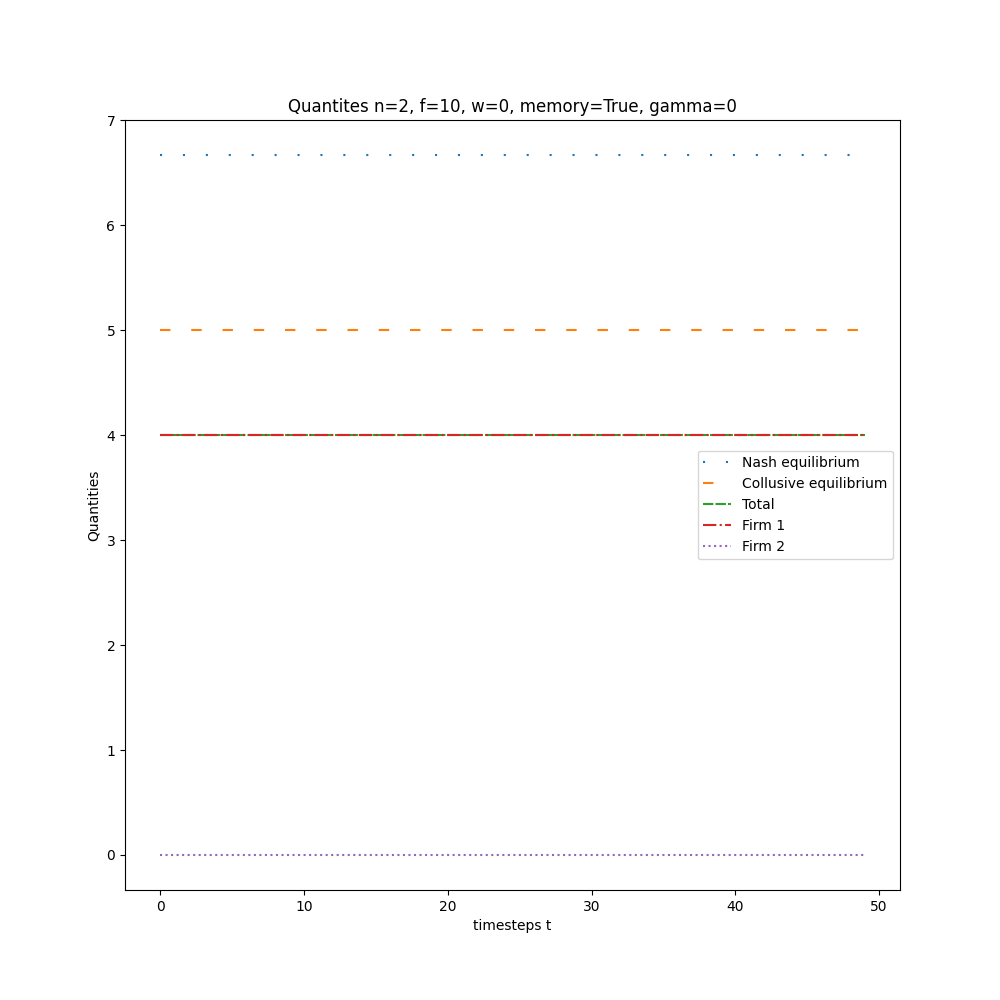 Quantites n=2, f=10, w=0, memory=True, gamma=0
7
6
5
4
3
2
1
0
Quantities
Nash equilibrium
Collusive equilibrium
Total
Firm 1
Firm 2
0 10 20 30 40 50
timesteps t